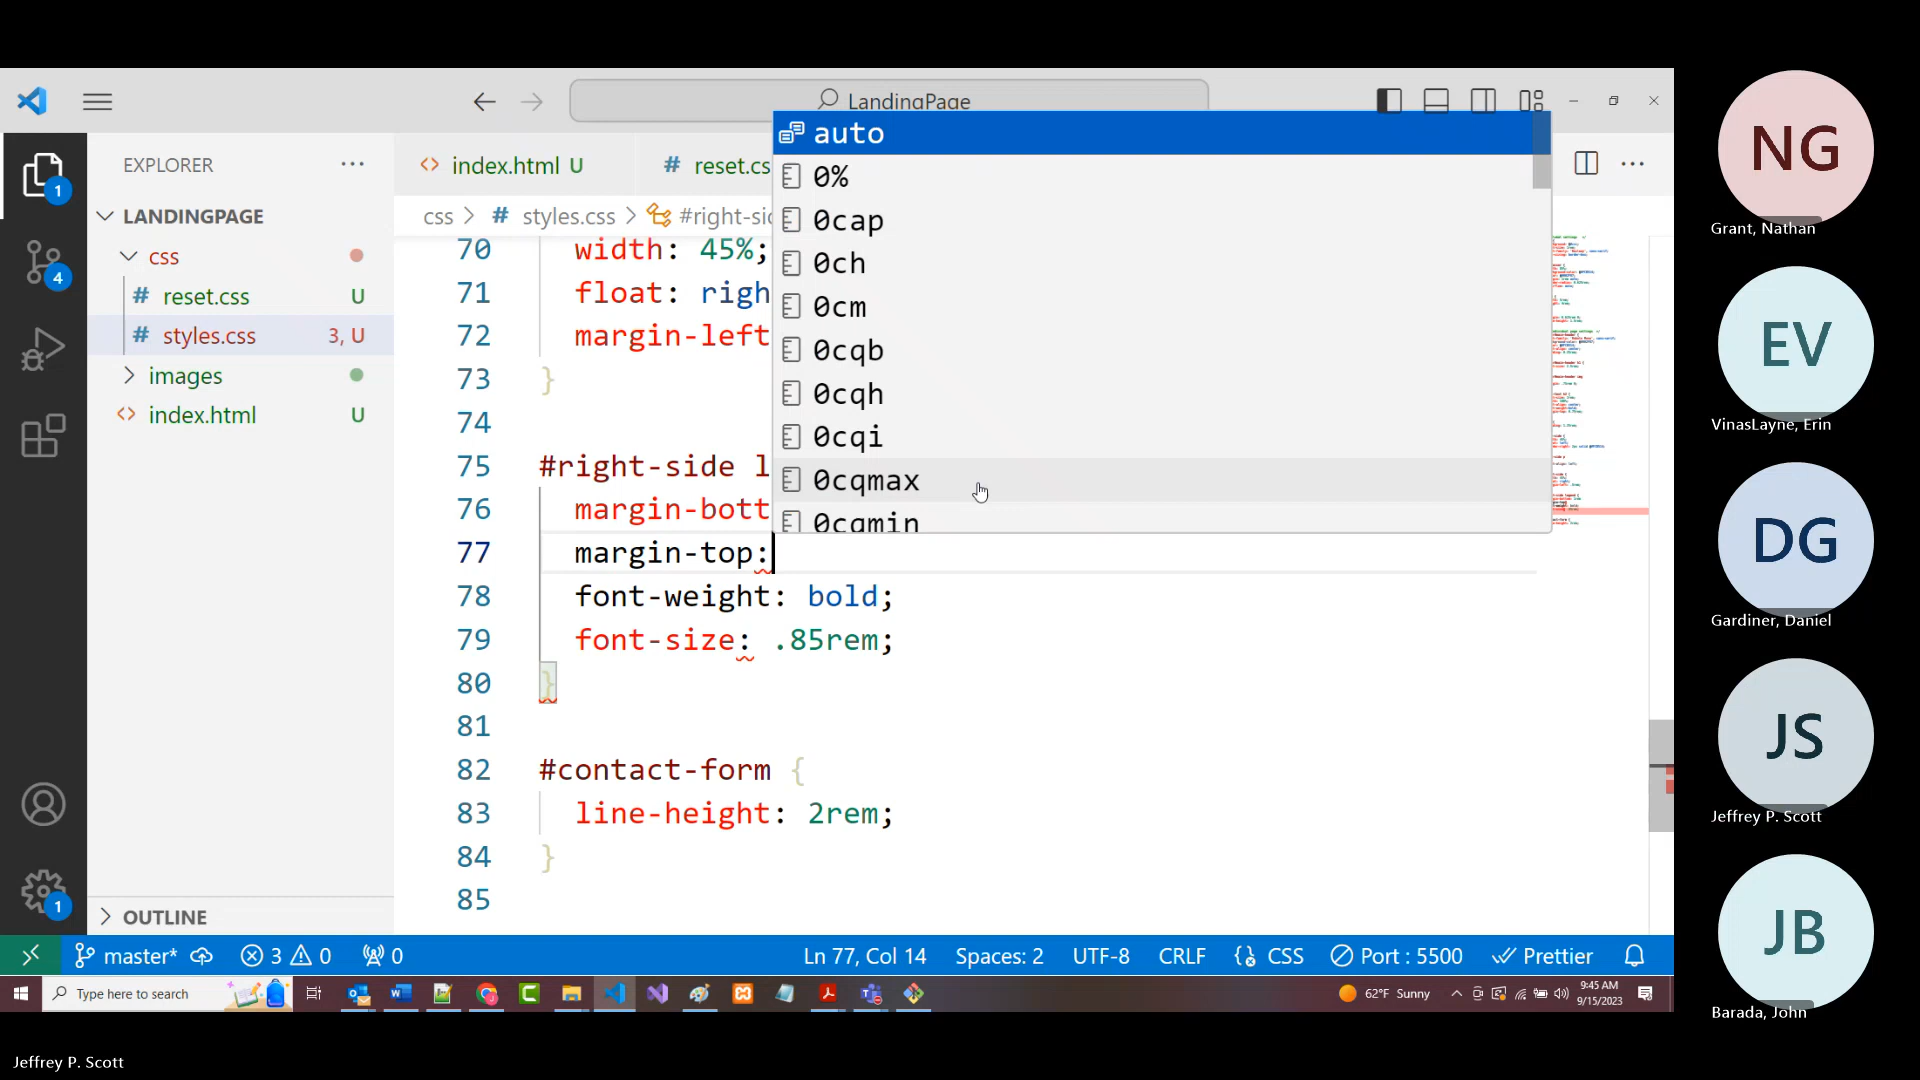 LandingPage
EXPLORER
1
LANDINGPAGE
4
css
reset.css U
styles.css 3, U
images
index.html U
1
OUTLINE
index.html U
reset.cs
css > # styles.css > #right-sid
70 width: 45%;
71 float: righ
72 margin-left
73 }
74
75 #right-side l
76 margin-bott
77 margin-top:
78 font-weight: bold;
79 font-size: .85rem;
80 }
81
82 #contact-form {
83 line-height: 2rem;
84 }
85
auto
0%
0cap
0ch
0cm
0cqb
0cqh
0cqi
0cqmax
0cqmin
master* 3 0 0 Ln 77, Col 14 Spaces: 2 UTF-8 CRLF CSS Port : 5500 Prettier
Type here to search
62°F Sunny
9:45 AM
9/15/2023
Jeffrey P. Scott
NG
Grant, Nathan
EV
VinasLayne, Erin
DG
Gardiner, Daniel
JS
Jeffrey P. Scott
JB
Barada, John